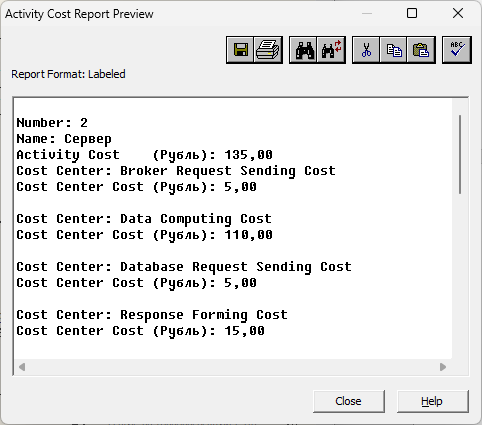 Activity Cost Report Preview
ABC
Report Format: Labeled
Number: 2
Name: Сервер
Activity Cost    (Рубль): 135,00
Cost Center: Broker Request Sending Cost
Cost Center Cost (Рубль): 5,00
Cost Center: Data Computing Cost
Cost Center Cost (Рубль): 110,00
Cost Center: Database Request Sending Cost
Cost Center Cost (Рубль): 5,00
Cost Center: Response Forming Cost
Cost Center Cost (Рубль): 15,00
Close
Help